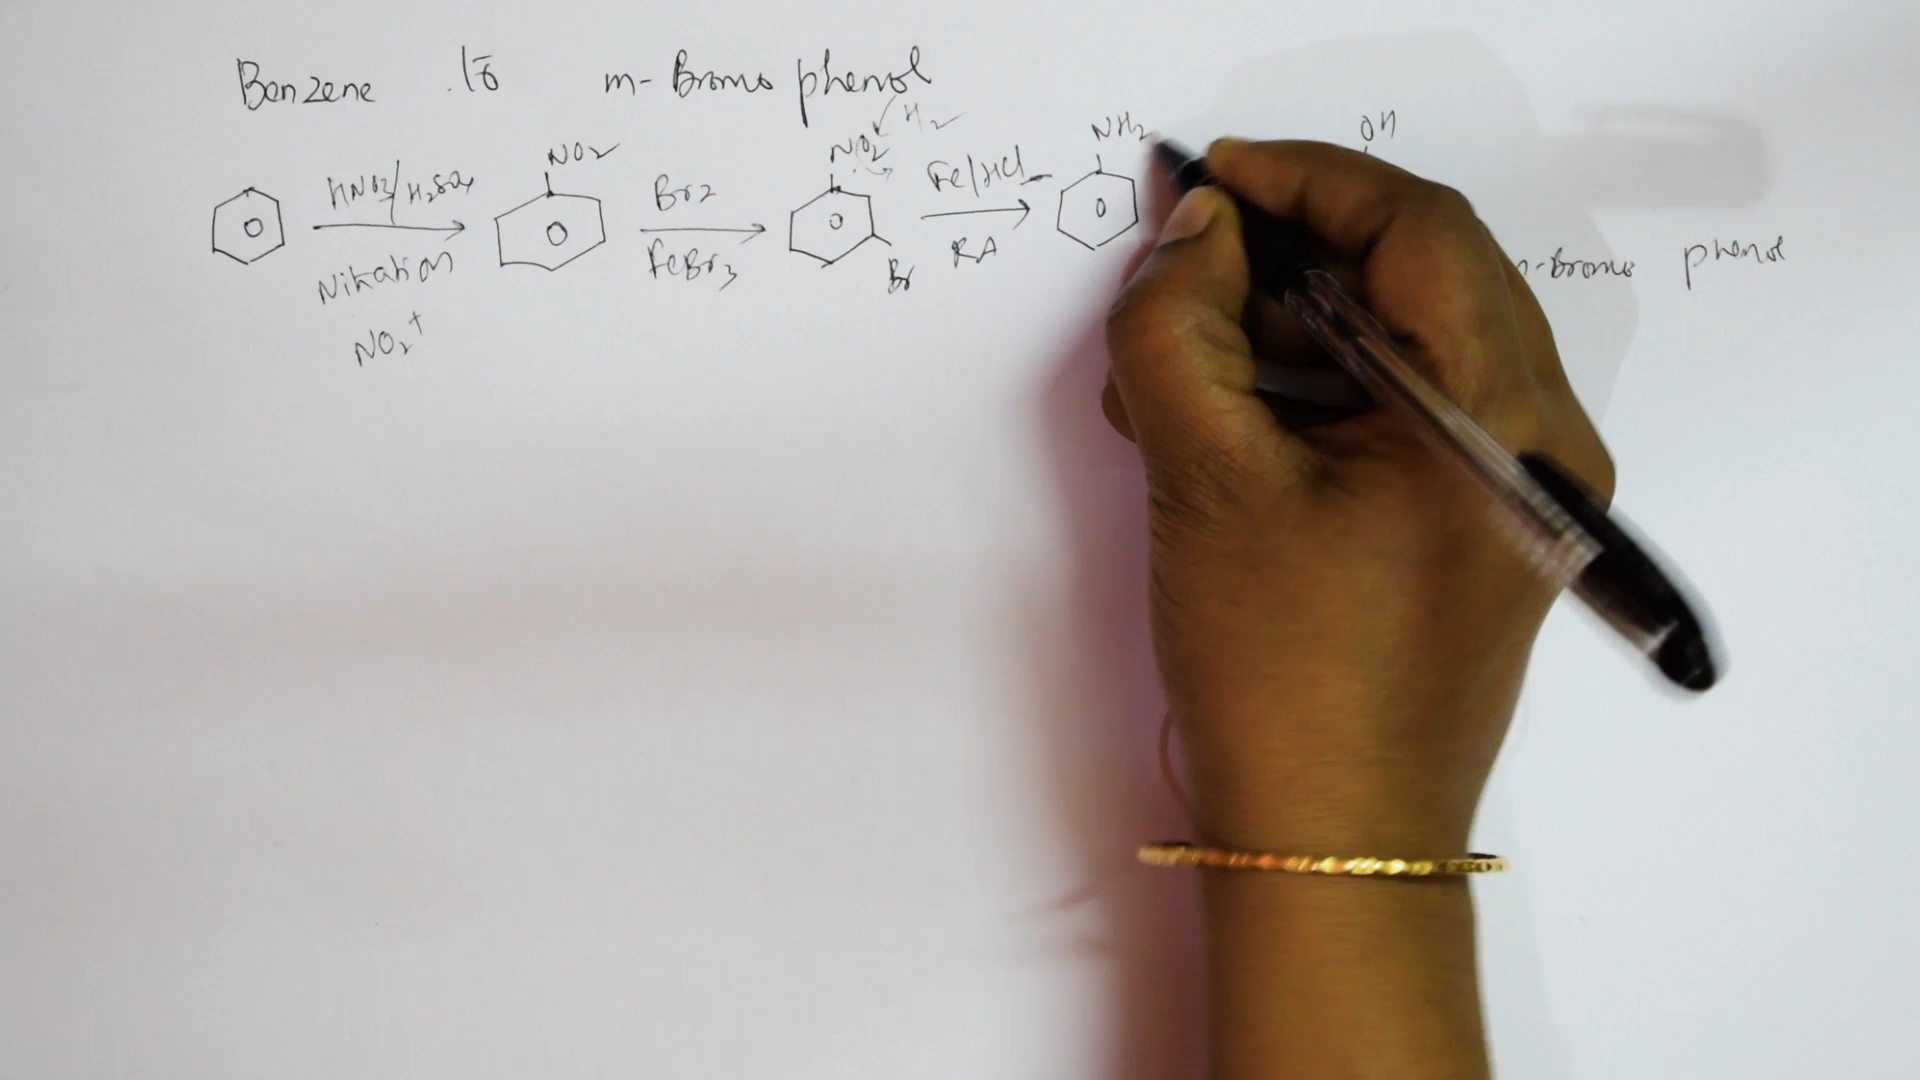 Benzene to m-Bromo phenol
NO2 NO2 H2 NH2 OH
HNO3/H2SO4 Br2 Fe/HCl
Nitration FeBr3 Br RA -Bromo phenol
NO2+